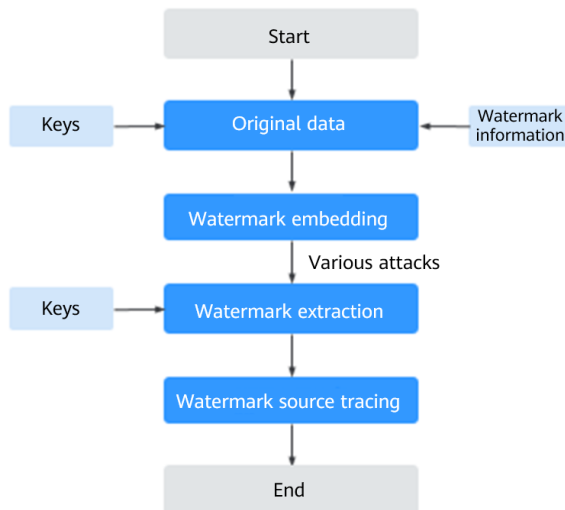 Start
Keys
Original data
Watermark
information
Watermark embedding
Various attacks
Keys
Watermark extraction
Watermark source tracing
End